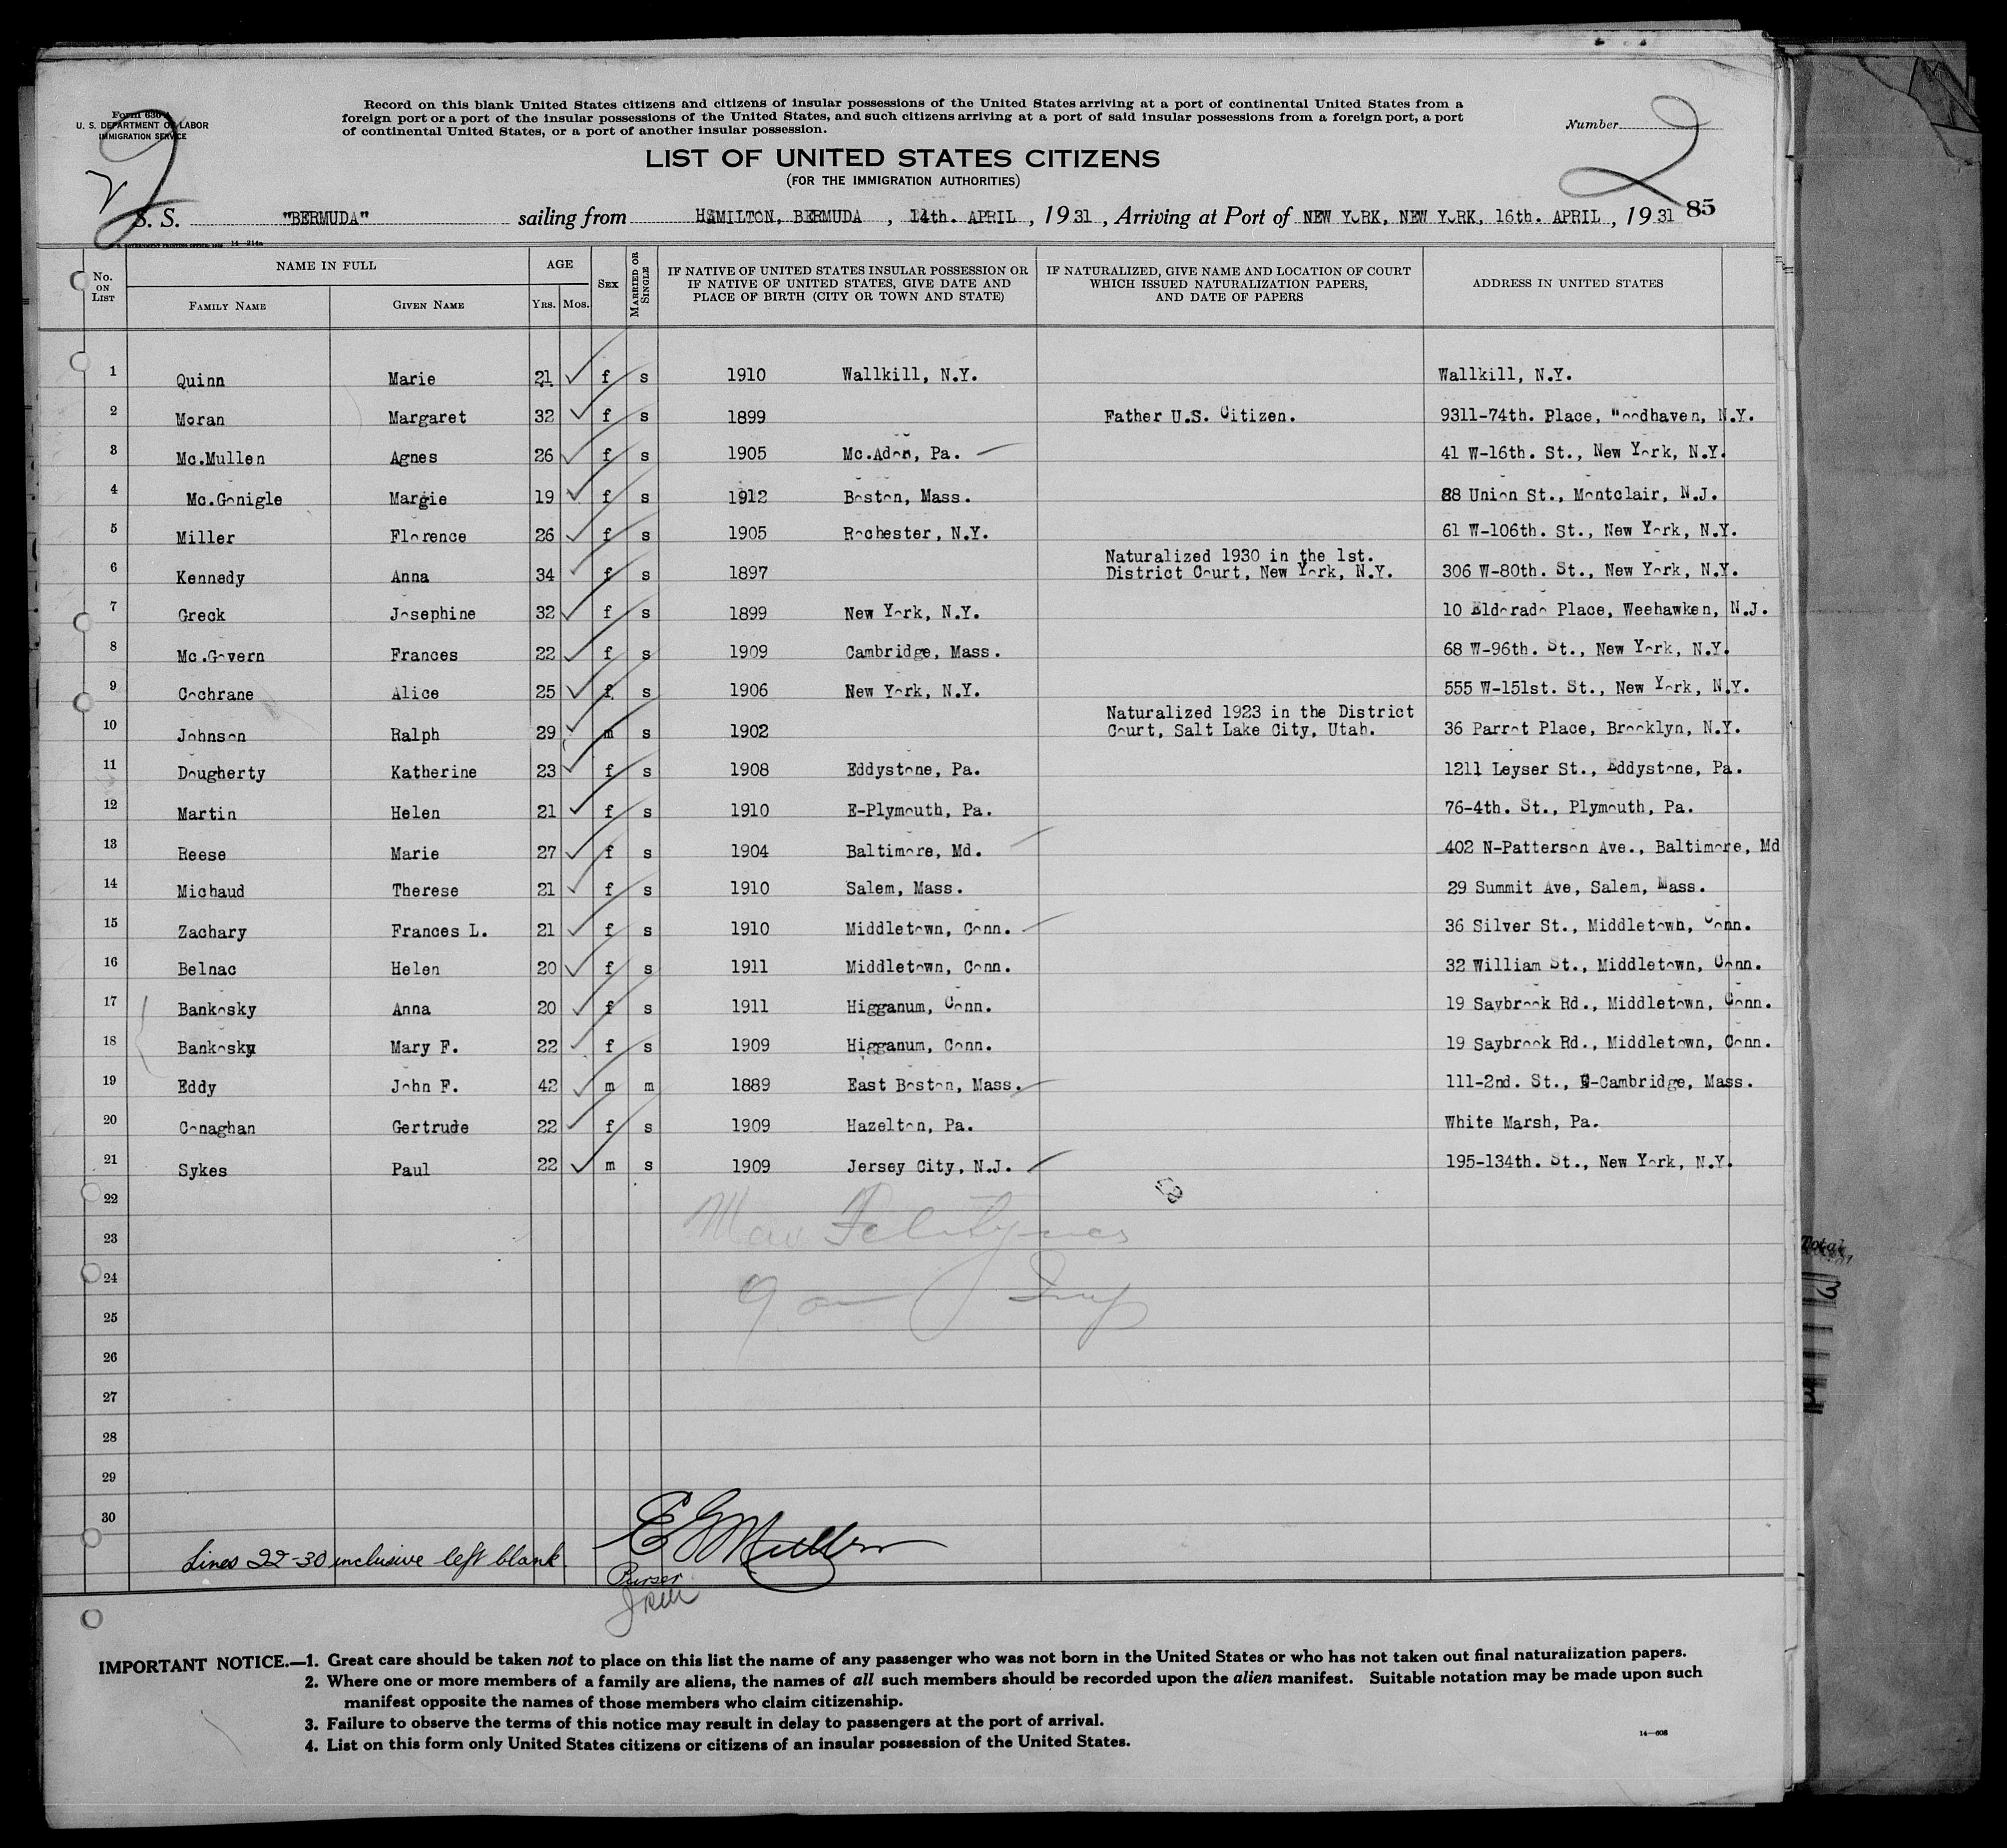 Form 630
U. S. DEPARTMENT OF LABOR
IMMIGRATION SERVICE
Record on this blank United States citizens and citizens of insular possessions of the United States arriving at a port of continental United States from a
foreign port or a port of the insular possessions of the United States, and such citizens arriving at a port of said insular possessions from a foreign port, a port
of continental United States, or a port of another insular possession.
Number 2
2
LIST OF UNITED STATES CITIZENS
(FOR THE IMMIGRATION AUTHORITIES)
S. S. "BERMUDA" sailing from HAMILTON, BERMUDA, 14th. APRIL, 1931, Arriving at Port of NEW YORK, NEW YORK, 16th. APRIL, 1931 85
14—214a
No. ON LIST NAME IN FULL AGE SEX MARRIED OR SINGLE IF NATIVE OF UNITED STATES INSULAR POSSESSION OR IF NATIVE OF UNITED STATES, GIVE DATE AND PLACE OF BIRTH (CITY OR TOWN AND STATE) IF NATURALIZED, GIVE NAME AND LOCATION OF COURT WHICH ISSUED NATURALIZATION PAPERS, AND DATE OF PAPERS ADDRESS IN UNITED STATES
FAMILY NAME GIVEN NAME YRS. MOS.
1 Quinn Marie 21 f s 1910 Wallkill, N.Y. Wallkill, N.Y.
2 Moran Margaret 32 f s 1899 Father U.S. Citizen. 9311-74th. Place, Woodhaven, N.Y.
3 Mc.Mullen Agnes 26 f s 1905 Mc.Adon, Pa. 41 W-16th. St., New York, N.Y.
4 Mc.Gonigle Margie 19 f s 1912 Boston, Mass. 88 Union St., Montclair, N.J.
5 Miller Florence 26 f s 1905 Rochester, N.Y. 61 W-106th. St., New York, N.Y.
6 Kennedy Anna 34 f s 1897 Naturalized 1930 in the 1st. District Court, New York, N.Y. 306 W-80th. St., New York, N.Y.
7 Greck Josephine 32 f s 1899 New York, N.Y. 10 Eldorado Place, Weehawken, N.J.
8 Mc.Govern Frances 22 f s 1909 Cambridge, Mass. 68 W-96th. St., New York, N.Y.
9 Cochrane Alice 25 f s 1906 New York, N.Y. 555 W-151st. St., New York, N.Y.
10 Johnson Ralph 29 m s 1902 Naturalized 1923 in the District Court, Salt Lake City, Utah. 36 Parrot Place, Brooklyn, N.Y.
11 Dougherty Katherine 23 f s 1908 Eddystone, Pa. 1211 Leyser St., Eddystone, Pa.
12 Martin Helen 21 f s 1910 E-Plymouth, Pa. 76-4th. St., Plymouth, Pa.
13 Reese Marie 27 f s 1904 Baltimore, Md. 402 N-Patterson Ave., Baltimore, Md
14 Michaud Therese 21 f s 1910 Salem, Mass. 29 Summit Ave, Salem, Mass.
15 Zachary Frances L. 21 f s 1910 Middletown, Conn. 36 Silver St., Middletown, Conn.
16 Belnac Helen 20 f s 1911 Middletown, Conn. 32 William St., Middletown, Conn.
17 Bankosky Anna 20 f s 1911 Higganum, Conn. 19 Saybrook Rd., Middletown, Conn.
18 Bankosky Mary F. 22 f s 1909 Higganum, Conn. 19 Saybrook Rd., Middletown, Conn.
19 Eddy John F. 42 m m 1889 East Boston, Mass. 111-2nd. St., -Cambridge, Mass.
20 Conaghan Gertrude 22 f s 1909 Hazelton, Pa. White Marsh, Pa.
21 Sykes Paul 22 m s 1909 Jersey City, N.J. 195-134th. St., New York, N.Y.
22
23
24
25
26
27
28
29
30
Total
Lines 22-30 inclusive left blank
E G Mullen
Purser
IMPORTANT NOTICE.—1. Great care should be taken not to place on this list the name of any passenger who was not born in the United States or who has not taken out final naturalization papers.
2. Where one or more members of a family are aliens, the names of all such members should be recorded upon the alien manifest. Suitable notation may be made upon such
manifest opposite the names of those members who claim citizenship.
3. Failure to observe the terms of this notice may result in delay to passengers at the port of arrival.
4. List on this form only United States citizens or citizens of an insular possession of the United States.
14—608